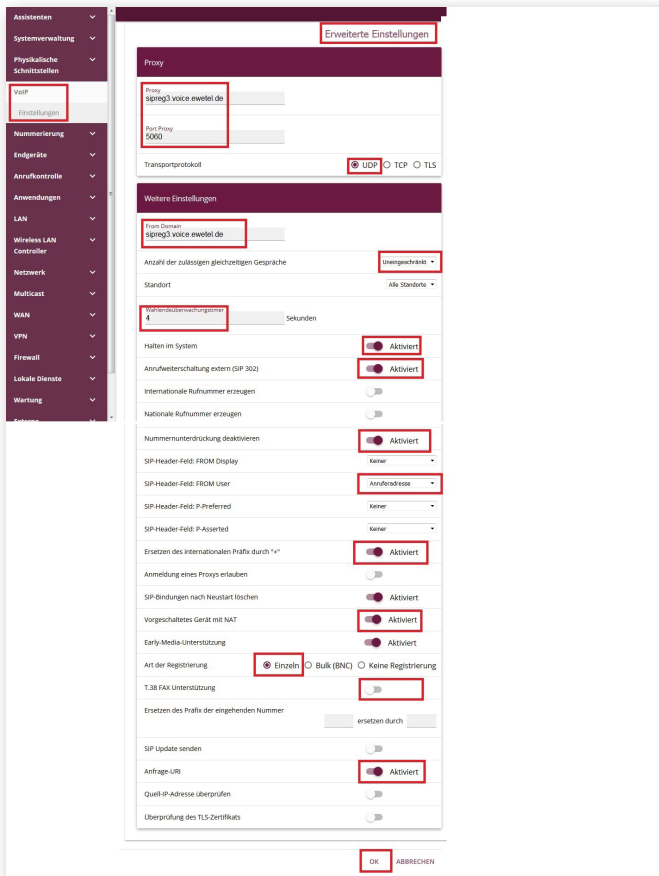 Assistenten
Systemverwaltung
Physikalische
Schnittstellen
VoIP
Einstellungen
Nummerierung
Endgeräte
Anrufkontrolle
Anwendungen
LAN
Wireless LAN
Controller
Netzwerk
Multicast
WAN
VPN
Firewall
Lokale Dienste
Wartung
Externe
Erweiterte Einstellungen
Proxy
Proxy
sipreg3.voice.ewetel.de
Port Proxy
5060
Transportprotokoll UDP TCP TLS
Weitere Einstellungen
From Domain
sipreg3.voice.ewetel.de
Anzahl der zulässigen gleichzeitigen Gespräche Uneingeschränkt
Standort Alle Standorte
Wahlendeüberwachungstimer
4 Sekunden
Halten im System Aktiviert
Anrufweiterschaltung extern (SIP 302) Aktiviert
Internationale Rufnummer erzeugen
Nationale Rufnummer erzeugen
Nummernunterdrückung deaktivieren Aktiviert
SIP-Header-Feld: FROM Display Keiner
SIP-Header-Feld: FROM User Anruferadresse
SIP-Header-Feld: P-Preferred Keiner
SIP-Header-Feld: P-Asserted Keiner
Ersetzen des internationalen Präfix durch "+" Aktiviert
Anmeldung eines Proxys erlauben
SIP-Bindungen nach Neustart löschen Aktiviert
Vorgeschaltetes Gerät mit NAT Aktiviert
Early-Media-Unterstützung Aktiviert
Art der Registrierung Einzeln Bulk (BNC) Keine Registrierung
T.38 FAX Unterstützung
Ersetzen des Präfix der eingehenden Nummer
ersetzen durch
SIP Update senden
Anfrage-URI Aktiviert
Quell-IP-Adresse überprüfen
Überprüfung des TLS-Zertifikats
OK ABBRECHEN